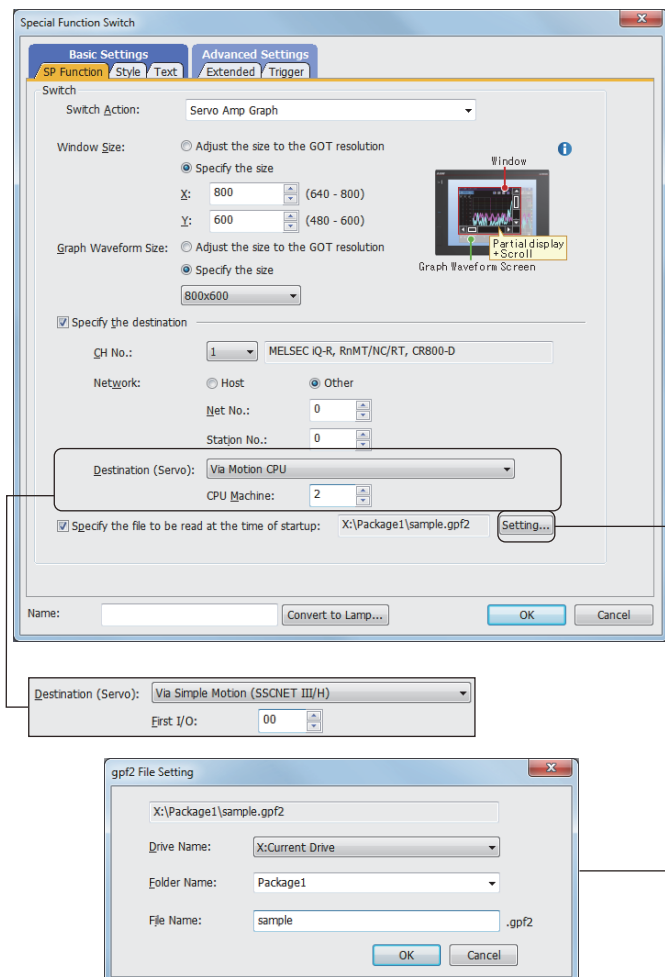 Special Function Switch
Basic Settings Advanced Settings
SP Function Style Text Extended Trigger
Switch
Switch Action: Servo Amp Graph
Window Size: Adjust the size to the GOT resolution
Specify the size
X: 800 (640 - 800)
Y: 600 (480 - 600)
Window
Partial display
+Scroll
Graph Waveform Screen
Graph Waveform Size: Adjust the size to the GOT resolution
Specify the size
800x600
Specify the destination
CH No.: 1 MELSEC iQ-R, RnMT/NC/RT, CR800-D
Network: Host Other
Net No.: 0
Station No.: 0
Destination (Servo): Via Motion CPU
CPU Machine: 2
Specify the file to be read at the time of startup: X:\Package1\sample.gpf2 Setting...
Name: Convert to Lamp... OK Cancel
Destination (Servo): Via Simple Motion (SSCNET III/H)
First I/O: 00
gpf2 File Setting
X:\Package1\sample.gpf2
Drive Name: X:Current Drive
Folder Name: Package1
File Name: sample .gpf2
OK Cancel